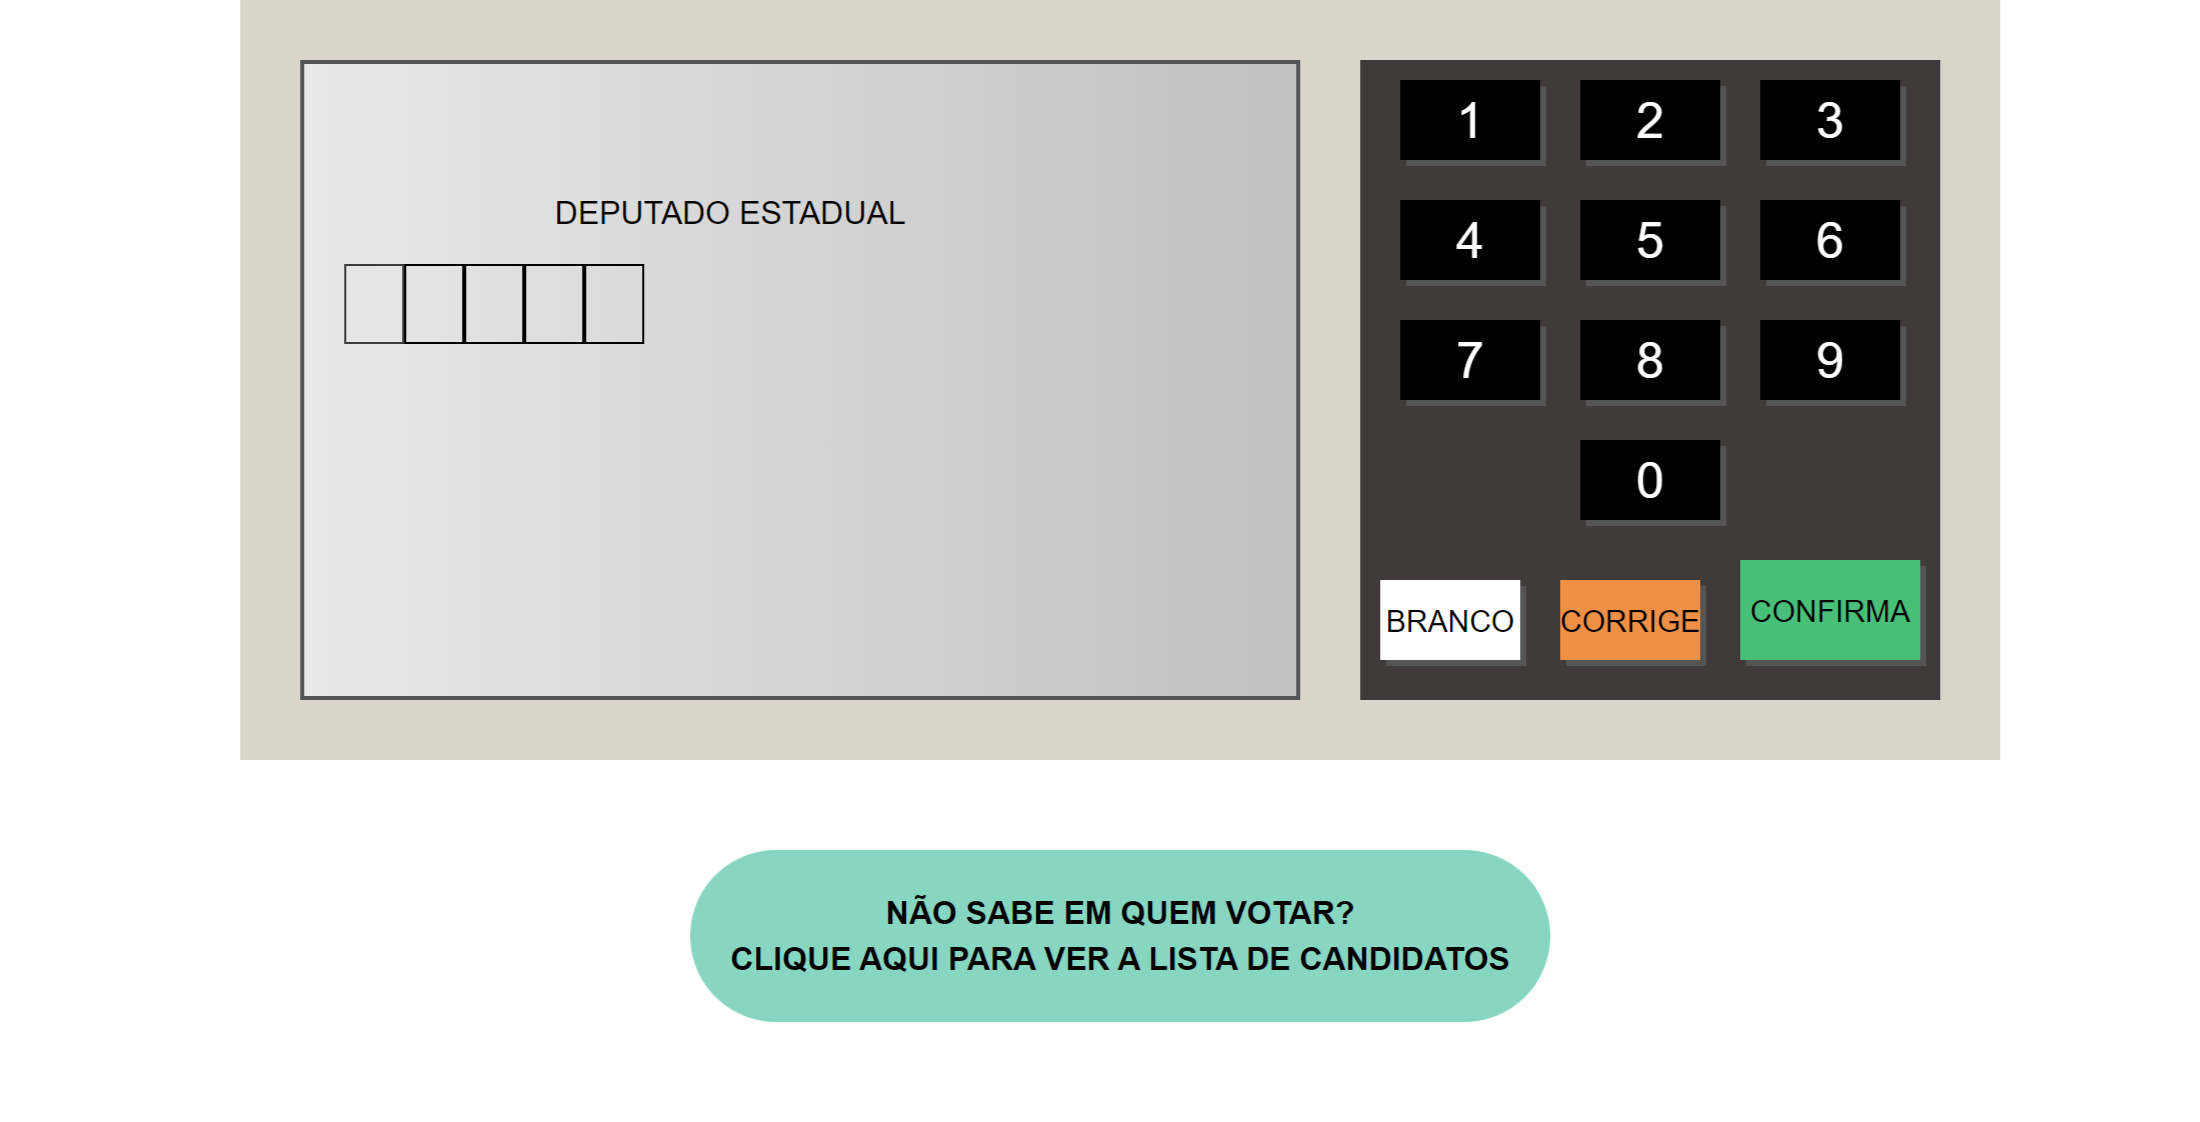 DEPUTADO ESTADUAL
1 2 3
4 5 6
7 8 9
0
BRANCO CORRIGE CONFIRMA
NÃO SABE EM QUEM VOTAR?
CLIQUE AQUI PARA VER A LISTA DE CANDIDATOS